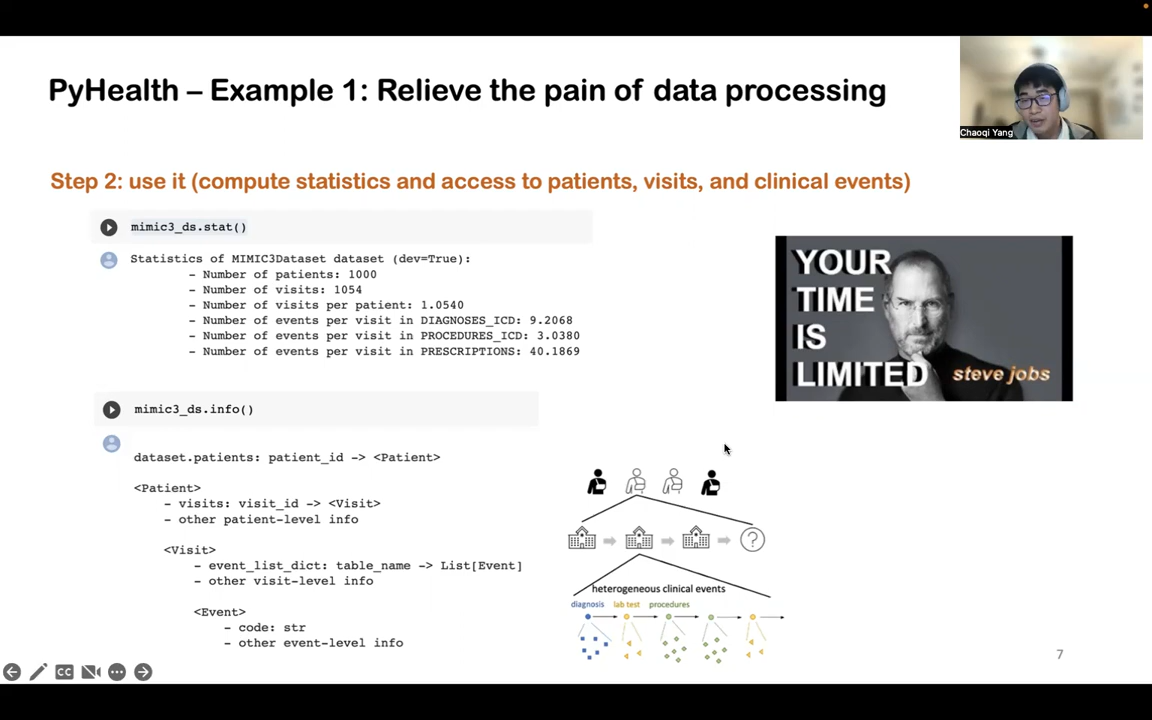 PyHealth – Example 1: Relieve the pain of data processing
Chaoqi Yang
Step 2: use it (compute statistics and access to patients, visits, and clinical events)
mimic3_ds.stat()
Statistics of MIMIC3Dataset dataset (dev=True):
- Number of patients: 1000
- Number of visits: 1054
- Number of visits per patient: 1.0540
- Number of events per visit in DIAGNOSES_ICD: 9.2068
- Number of events per visit in PROCEDURES_ICD: 3.0380
- Number of events per visit in PRESCRIPTIONS: 40.1869
YOUR
TIME
IS
LIMITED
steve jobs
mimic3_ds.info()
dataset.patients: patient_id -> <Patient>
<Patient>
- visits: visit_id -> <Visit>
- other patient-level info
<Visit>
- event_list_dict: table_name -> List[Event]
- other visit-level info
<Event>
- code: str
- other event-level info
?
heterogeneous clinical events
diagnosis lab test procedures
7
CC